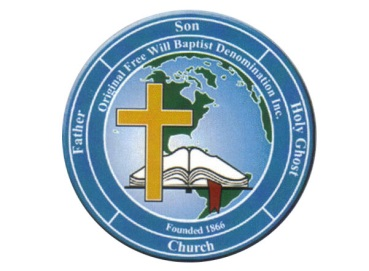 Son
Father
Holy Ghost
Original Free Will Baptist Denomination Inc.
Founded 1866
Church